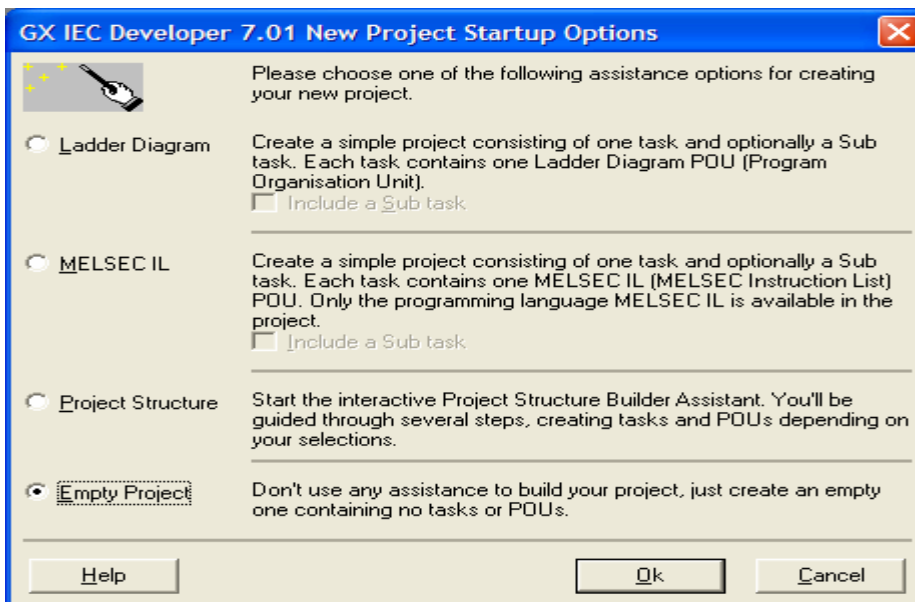 GX IEC Developer 7.01 New Project Startup Options
Please choose one of the following assistance options for creating
your new project.
Ladder Diagram
Create a simple project consisting of one task and optionally a Sub
task. Each task contains one Ladder Diagram POU (Program
Organisation Unit).
Include a Sub task
MELSEC IL
Create a simple project consisting of one task and optionally a Sub
task. Each task contains one MELSEC IL (MELSEC Instruction List)
POU. Only the programming language MELSEC IL is available in the
project.
Include a Sub task
Project Structure
Start the interactive Project Structure Builder Assistant. You'll be
guided through several steps, creating tasks and POUs depending on
your selections.
Empty Project
Don't use any assistance to build your project, just create an empty
one containing no tasks or POUs.
Help
Ok
Cancel